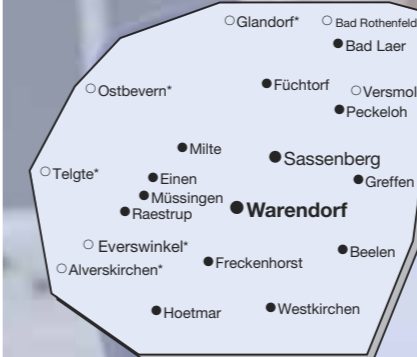 Glandorf*
Bad Rothenfeld
Bad Laer
Ostbevern*
Füchtorf
Versmol
Peckeloh
Milte
Sassenberg
Telgte*
Einen
Greffen
Müssingen
Raestrup
Warendorf
Everswinkel*
Beelen
Alverskirchen*
Freckenhorst
Hoetmar
Westkirchen